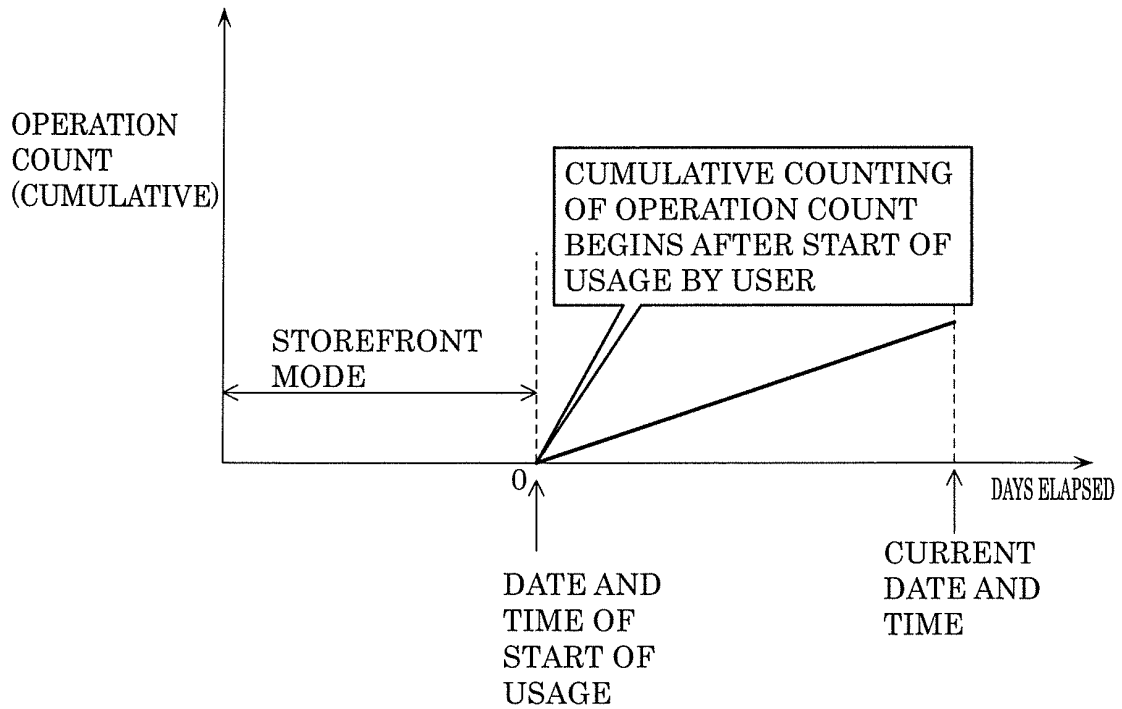 OPERATION
COUNT
(CUMULATIVE)
CUMULATIVE COUNTING
OF OPERATION COUNT
BEGINS AFTER START OF
USAGE BY USER
STOREFRONT
MODE
0
DAYS ELAPSED
DATE AND
TIME OF
START OF
USAGE
CURRENT
DATE AND
TIME